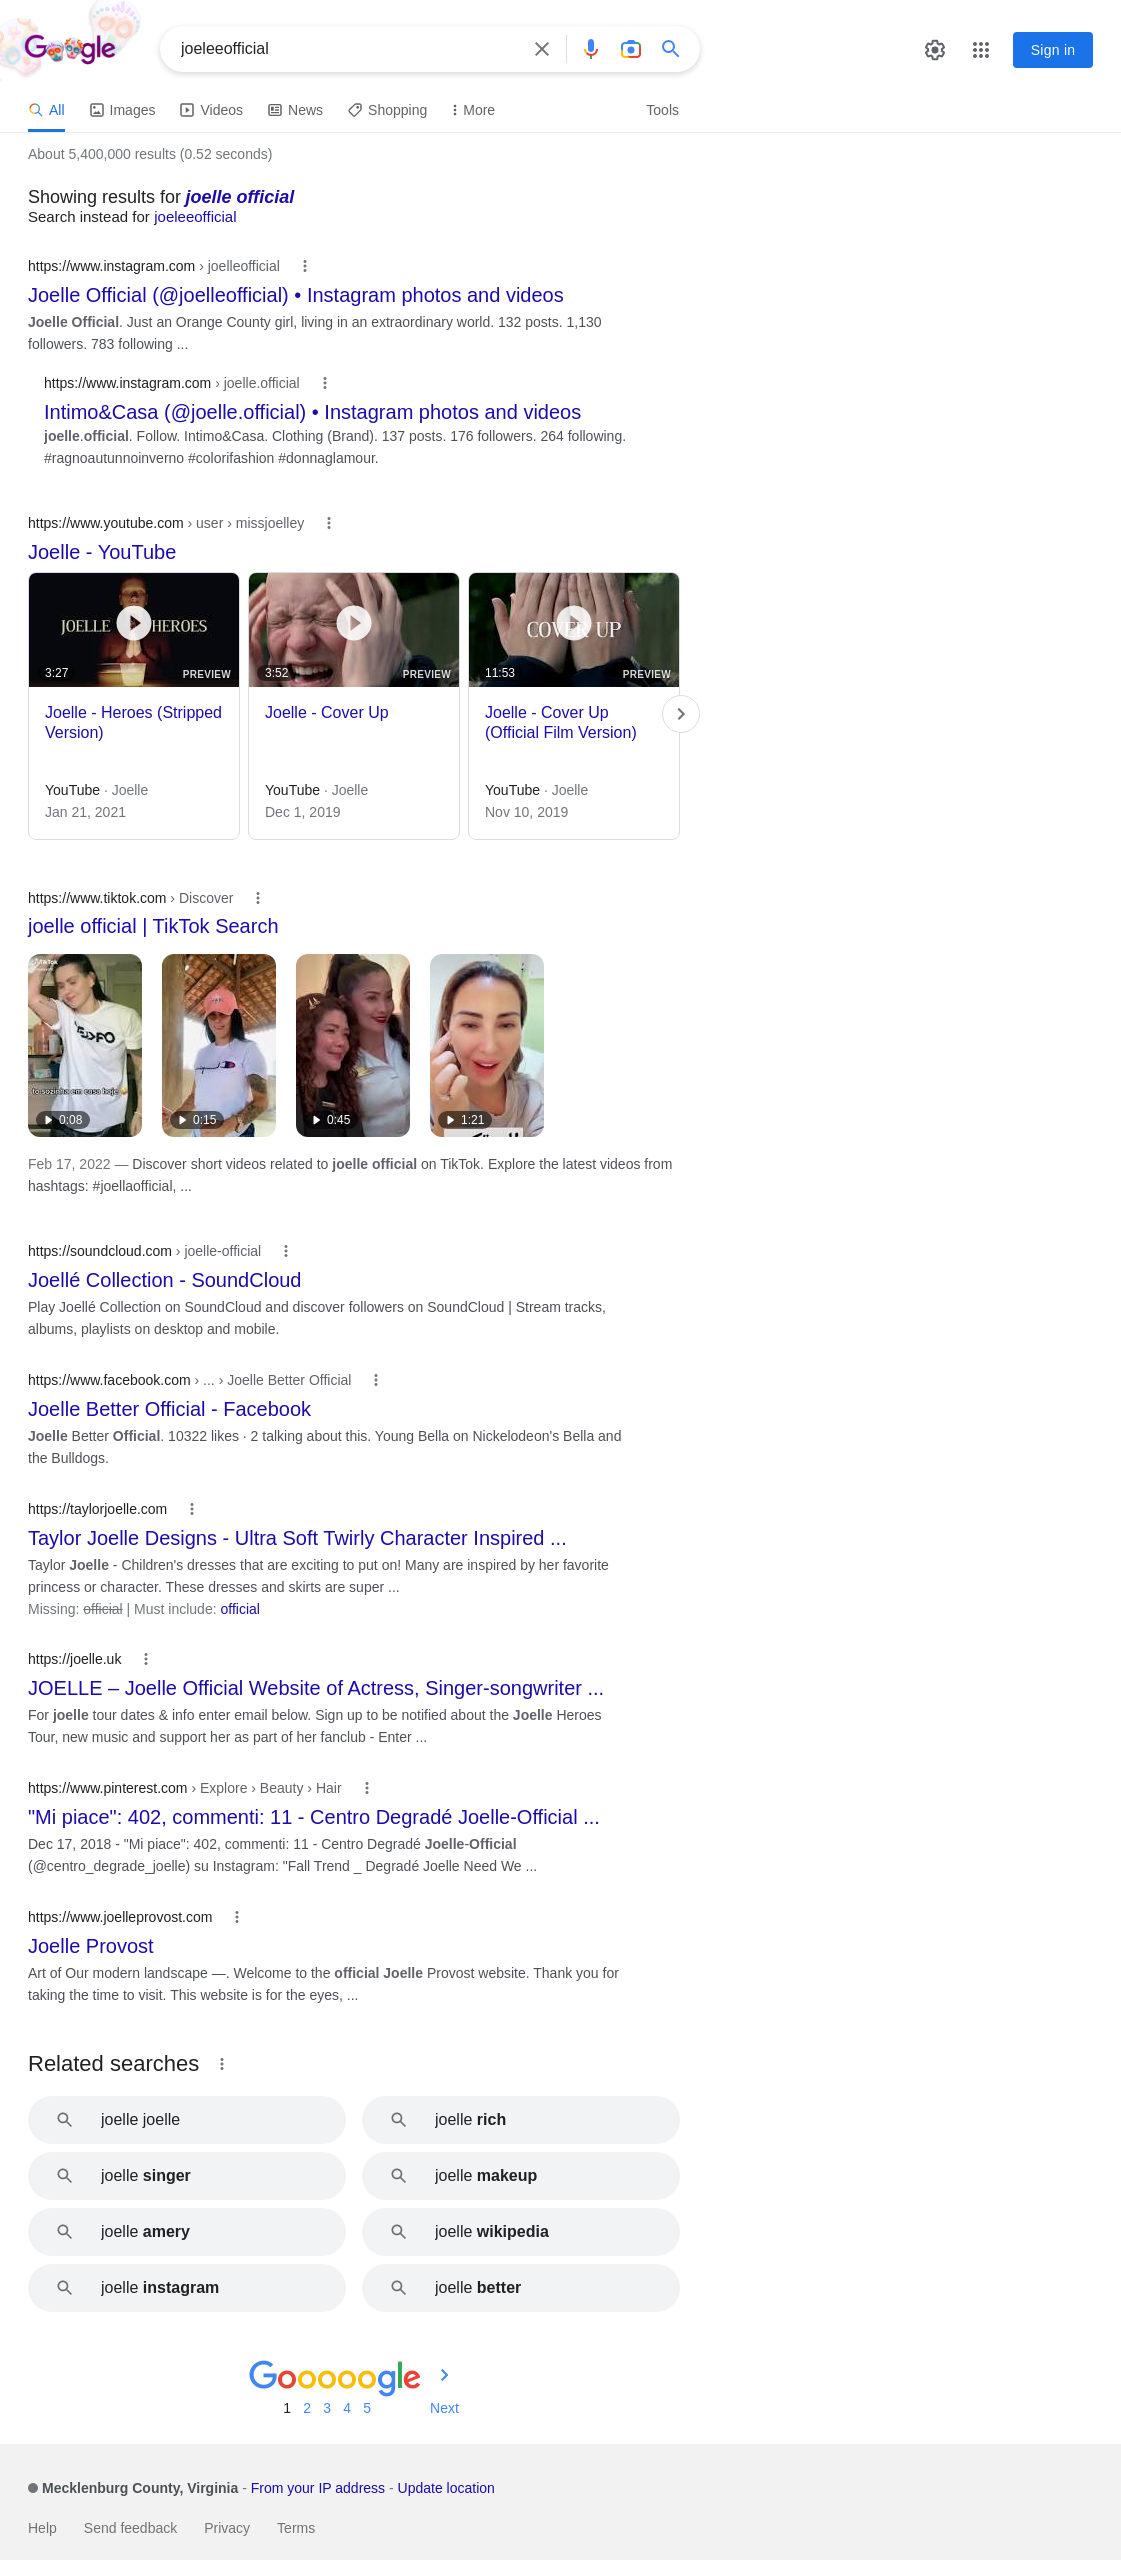 Google
joeleeofficial
Sign in
All
Images
Videos
News
Shopping
More
Tools
About 5,400,000 results (0.52 seconds)
Showing results for joelle official
Search instead for joeleeofficial
https://www.instagram.com › joelleofficial
Joelle Official (@joelleofficial) • Instagram photos and videos
Joelle Official. Just an Orange County girl, living in an extraordinary world. 132 posts. 1,130
followers. 783 following ...
https://www.instagram.com › joelle.official
Intimo&Casa (@joelle.official) • Instagram photos and videos
joelle.official. Follow. Intimo&Casa. Clothing (Brand). 137 posts. 176 followers. 264 following.
#ragnoautunnoinverno #colorifashion #donnaglamour.
https://www.youtube.com › user › missjoelley
Joelle - YouTube
JOELLE HEROES
3:27
PREVIEW
Joelle - Heroes (Stripped
Version)
YouTube · Joelle
Jan 21, 2021
3:52
PREVIEW
Joelle - Cover Up
YouTube · Joelle
Dec 1, 2019
COVER UP
11:53
PREVIEW
Joelle - Cover Up
(Official Film Version)
YouTube · Joelle
Nov 10, 2019
https://www.tiktok.com › Discover
joelle official | TikTok Search
TikTok
to sozinha em casa hoje
0:08
0:15
0:45
1:21
Feb 17, 2022 — Discover short videos related to joelle official on TikTok. Explore the latest videos from
hashtags: #joellaofficial, ...
https://soundcloud.com › joelle-official
Joellé Collection - SoundCloud
Play Joellé Collection on SoundCloud and discover followers on SoundCloud | Stream tracks,
albums, playlists on desktop and mobile.
https://www.facebook.com › ... › Joelle Better Official
Joelle Better Official - Facebook
Joelle Better Official. 10322 likes · 2 talking about this. Young Bella on Nickelodeon's Bella and
the Bulldogs.
https://taylorjoelle.com
Taylor Joelle Designs - Ultra Soft Twirly Character Inspired ...
Taylor Joelle - Children's dresses that are exciting to put on! Many are inspired by her favorite
princess or character. These dresses and skirts are super ...
Missing: official | Must include: official
https://joelle.uk
JOELLE – Joelle Official Website of Actress, Singer-songwriter ...
For joelle tour dates & info enter email below. Sign up to be notified about the Joelle Heroes
Tour, new music and support her as part of her fanclub - Enter ...
https://www.pinterest.com › Explore › Beauty › Hair
"Mi piace": 402, commenti: 11 - Centro Degradé Joelle-Official ...
Dec 17, 2018 - "Mi piace": 402, commenti: 11 - Centro Degradé Joelle-Official
(@centro_degrade_joelle) su Instagram: "Fall Trend _ Degradé Joelle Need We ...
https://www.joelleprovost.com
Joelle Provost
Art of Our modern landscape —. Welcome to the official Joelle Provost website. Thank you for
taking the time to visit. This website is for the eyes, ...
Related searches
joelle joelle
joelle rich
joelle singer
joelle makeup
joelle amery
joelle wikipedia
joelle instagram
joelle better
Gooooogle
1 2 3 4 5 Next
Mecklenburg County, Virginia - From your IP address - Update location
Help
Send feedback
Privacy
Terms